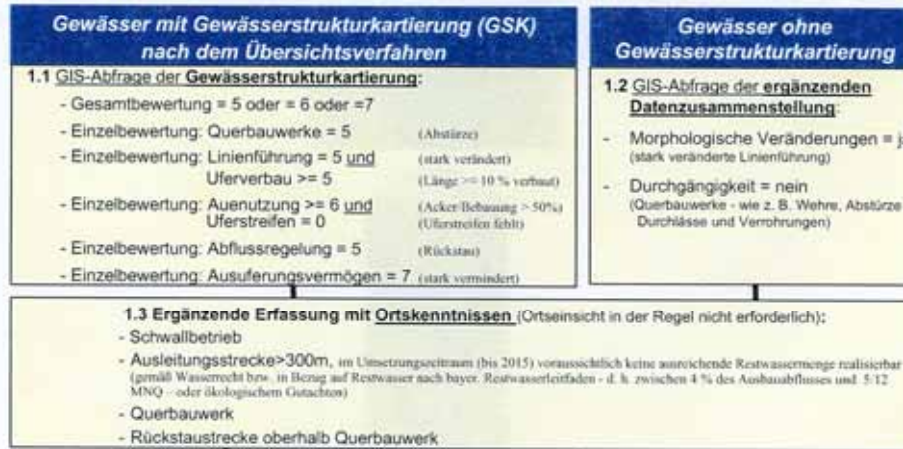 Gewässer mit Gewässerstrukturkartierung (GSK)
nach dem Übersichtsverfahren
1.1 GIS-Abfrage der Gewässerstrukturkartierung:
- Gesamtbewertung = 5 oder = 6 oder =7
- Einzelbewertung: Querbauwerke = 5 (Abstürze)
- Einzelbewertung: Linienführung = 5 und (stark verändert)
Uferverbau >= 5 (Länge >= 10 % verbaut)
- Einzelbewertung: Auenutzung >= 6 und (Acker/Bebauung > 50%)
Uferstreifen = 0 (Uferstreifen fehlt)
- Einzelbewertung: Abflussregelung = 5 (Rückstau)
- Einzelbewertung: Ausuferungsvermögen = 7 (stark vermindert)
Gewässer ohne
Gewässerstrukturkartierung
1.2 GIS-Abfrage der ergänzenden
Datenzusammenstellung:
- Morphologische Veränderungen =
(stark veränderte Linienführung)
- Durchgängigkeit = nein
(Querbauwerke - wie z. B. Wehre, Abstürze
Durchlässe und Verrohrungen)
1.3 Ergänzende Erfassung mit Ortskenntnissen (Ortseinsicht in der Regel nicht erforderlich):
- Schwallbetrieb
- Ausleitungsstrecke>300m, im Umsetzungszeitraum (bis 2015) voraussichtlich keine ausreichende Restwassermenge realisierbar
(gemäß Wasserrecht bzw. in Bezug auf Restwasser nach bayer. Restwasserleitfaden - d. h. zwischen 4 % des Ausbauabflusses und 5/12
MNQ – oder ökologischem Gutachten)
- Querbauwerk
- Rückstaustrecke oberhalb Querbauwerk